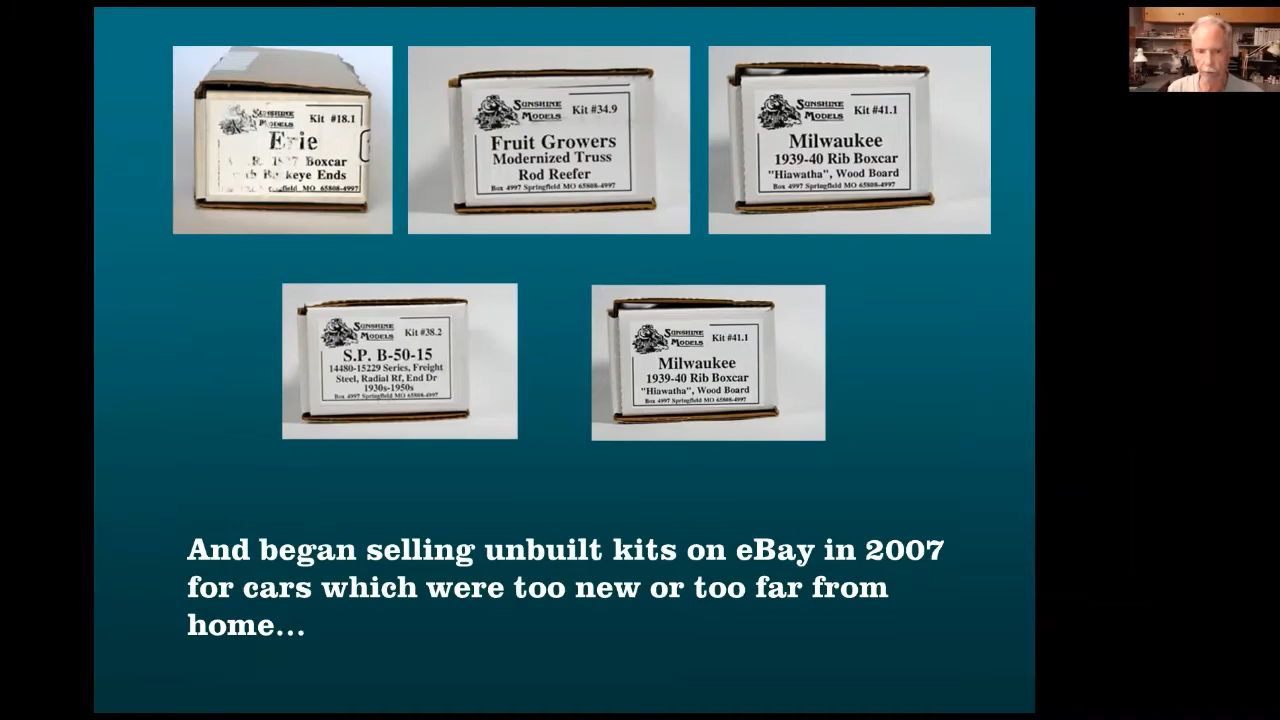 SUNSHINE
MODELS
Kit #18.1
Erie
Boxcar
Ends
MO 65808-4997
SUNSHINE
MODELS
Kit #34.9
Fruit Growers
Modernized Truss
Rod Reefer
Box 4997 Springfield MO 65808-4997
SUNSHINE
MODELS
Kit #41.1
Milwaukee
1939-40 Rib Boxcar
"Hiawatha", Wood Board
Box 4997 Springfield MO 65808-4997
SUNSHINE
MODELS
Kit #38.2
S.P. B-50-15
14480-15229 Series, Freight
Steel, Radial Rf, End Dr
1930s-1950s
Box 4997 Springfield MO 65808-4997
SUNSHINE
MODELS
Kit #41.1
Milwaukee
1939-40 Rib Boxcar
"Hiawatha", Wood Board
Box 4997 Springfield MO 65808-4997
And began selling unbuilt kits on eBay in 2007
for cars which were too new or too far from
home...